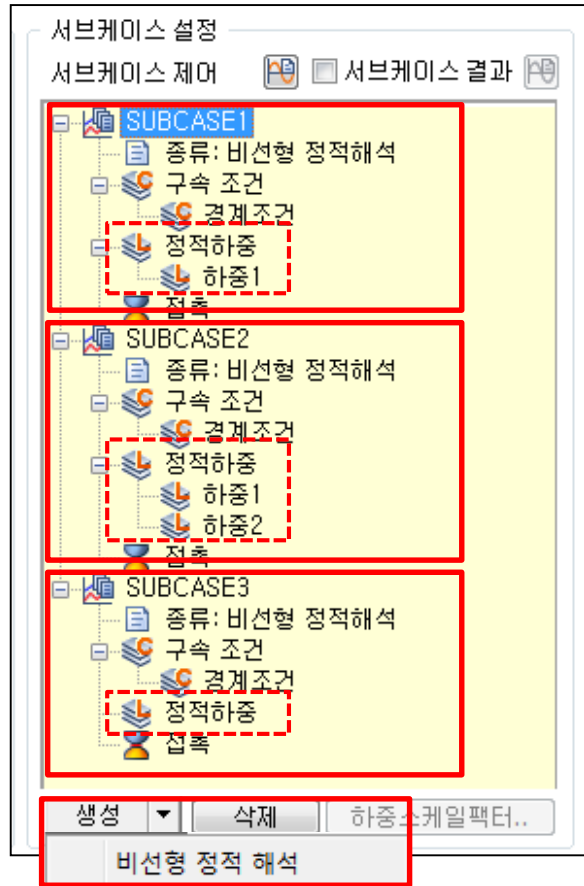 서브케이스 설정
서브케이스 제어 서브케이스 결과
SUBCASE1
종류: 비선형 정적해석
구속 조건
경계조건
정적하중
하중1
접촉
SUBCASE2
종류: 비선형 정적해석
구속 조건
경계조건
정적하중
하중1
하중2
접촉
SUBCASE3
종류: 비선형 정적해석
구속 조건
경계조건
정적하중
접촉
생성 삭제 하중스케일팩터..
비선형 정적 해석